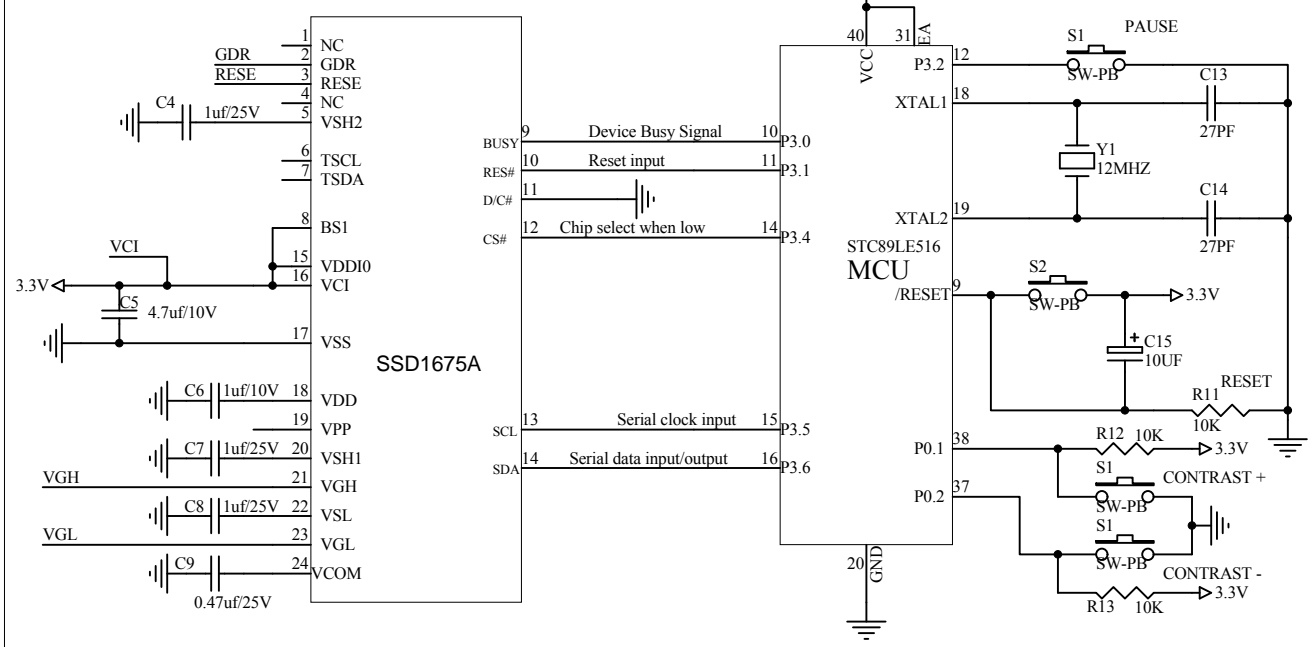 1 NC
GDR 2 GDR
RESE 3 RESE
4 NC
C4 1uf/25V 5 VSH2
6 TSCL
7 TSDA
8 BS1
VCI
15 VDDI0
3.3V 16 VCI
C5 4.7uf/10V
17 VSS
C6 1uf/10V 18 VDD
19 VPP
C7 1uf/25V 20 VSH1
VGH 21 VGH
C8 1uf/25V 22 VSL
VGL 23 VGL
C9 24 VCOM
0.47uf/25V
SSD1675A
BUSY 9 Device Busy Signal 10 P3.0
RES# 10 Reset input 11 P3.1
D/C# 11
CS# 12 Chip select when low 14 P3.4
SCL 13 Serial clock input 15 P3.5
SDA 14 Serial data input/output 16 P3.6
40 VCC
31 EA
STC89LE516
MCU
20 GND
P3.2 12
S1 PAUSE
SW-PB
XTAL1 18
C13
27PF
Y1
12MHZ
XTAL2 19
C14
27PF
/RESET 9
S2
SW-PB
3.3V
C15
10UF
+
RESET
R11
10K
P0.1 38
R12 10K 3.3V
S1 CONTRAST +
SW-PB
P0.2 37
S1
SW-PB
CONTRAST -
R13 10K 3.3V